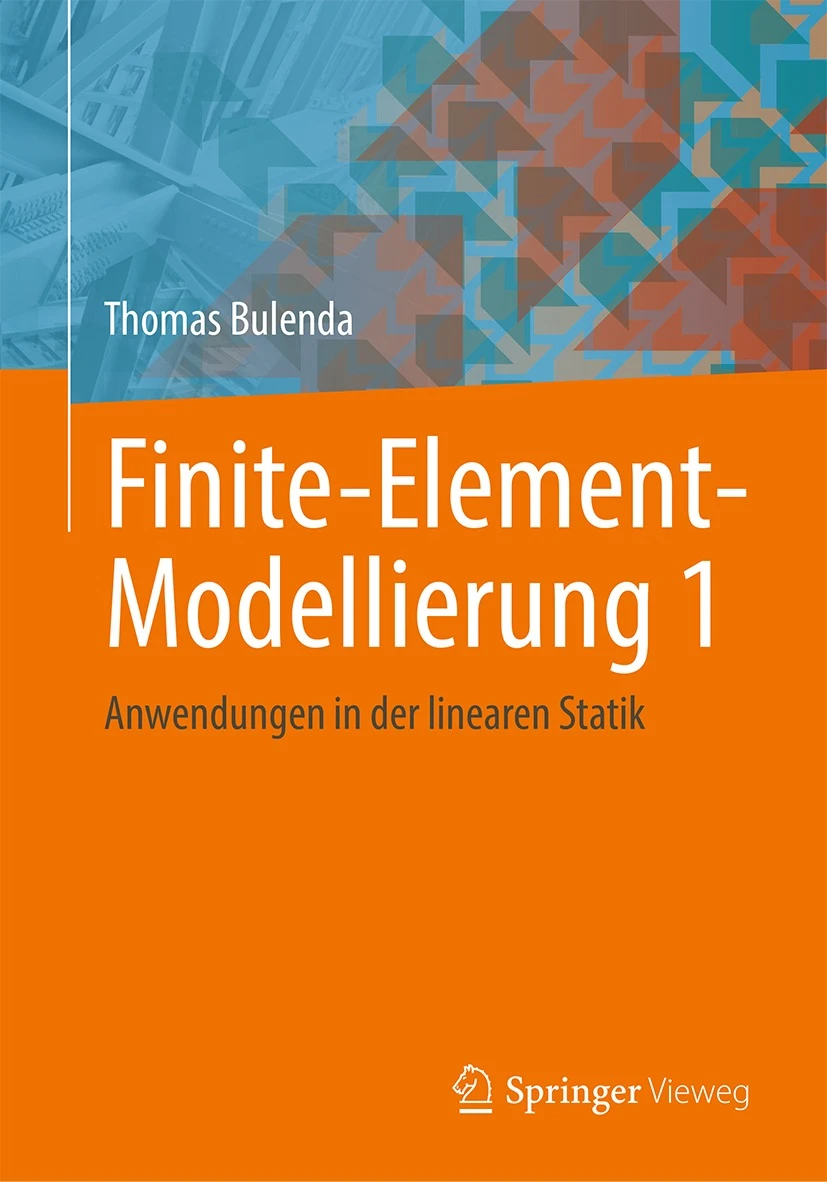 Thomas Bulenda
Finite-Element-
Modellierung 1
Anwendungen in der linearen Statik
Springer Vieweg